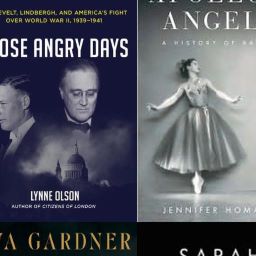 OSE ANGRY DAYS
EVELT, LINDBERGH, AND AMERICA'S FIGHT
OVER WORLD WAR II, 1939–1941
LYNNE OLSON
AUTHOR OF CITIZENS OF LONDON
APOLLO'
ANGEL
A HISTORY OF BA
JENNIFER HOMA
VA GARDNER
SARAH